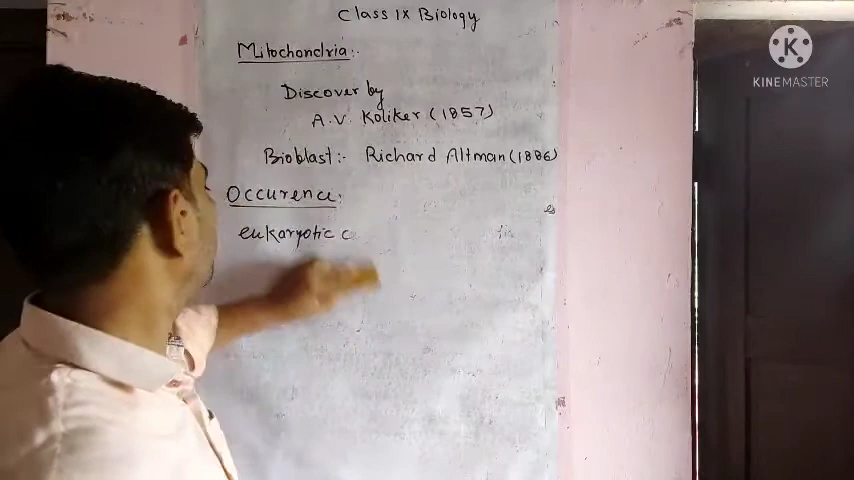 Class IX Biology
Mitochondria:-
Discover by
A.V. Koliker (1857)
Bioblast:- Richard Altman (1886)
Occurence:
eukaryotic c
K
KINEMASTER